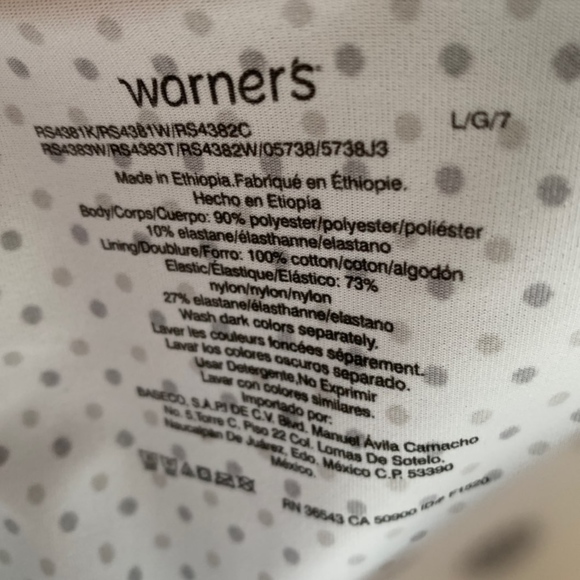 warner's
L/G/7
RS4381K/RS4381W/RS4382C
RS4383W/RS4383T/RS4382W/05738/5738J3
Made in Ethiopia.Fabriqué en Éthiopie.
Hecho en Etiopía
Body/Corps/Cuerpo: 90% polyester/polyester/poliéster
10% elastane/élasthanne/elastano
Lining/Doublure/Forro: 100% cotton/coton/algodón
Elastic/Élastique/Elástico: 73%
nylon/nylon/nylon
27% elastane/élasthanne/elastano
Wash dark colors separately.
Laver les couleurs foncées séparement.
Lavar los colores oscuros separado.
Usar Detergente,No Exprimir
Lavar con colores similares.
Importado por:
BASECO, S.A.P.I DE C.V. Blvd. Manuel Ávila Camacho
No. 5.Torre C. Piso 22 Col. Lomas De Sotelo.
Naucalpan De Juárez, Edo. México C.P. 53390
México.
RN 36543 CA 50900 ID#